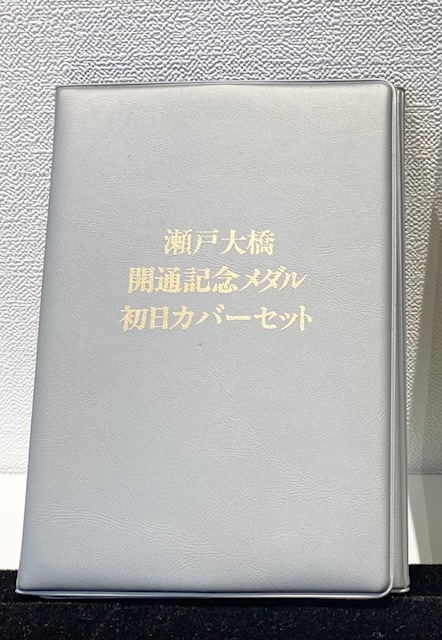 瀬戸大橋
開通記念メダル
初日カバーセット